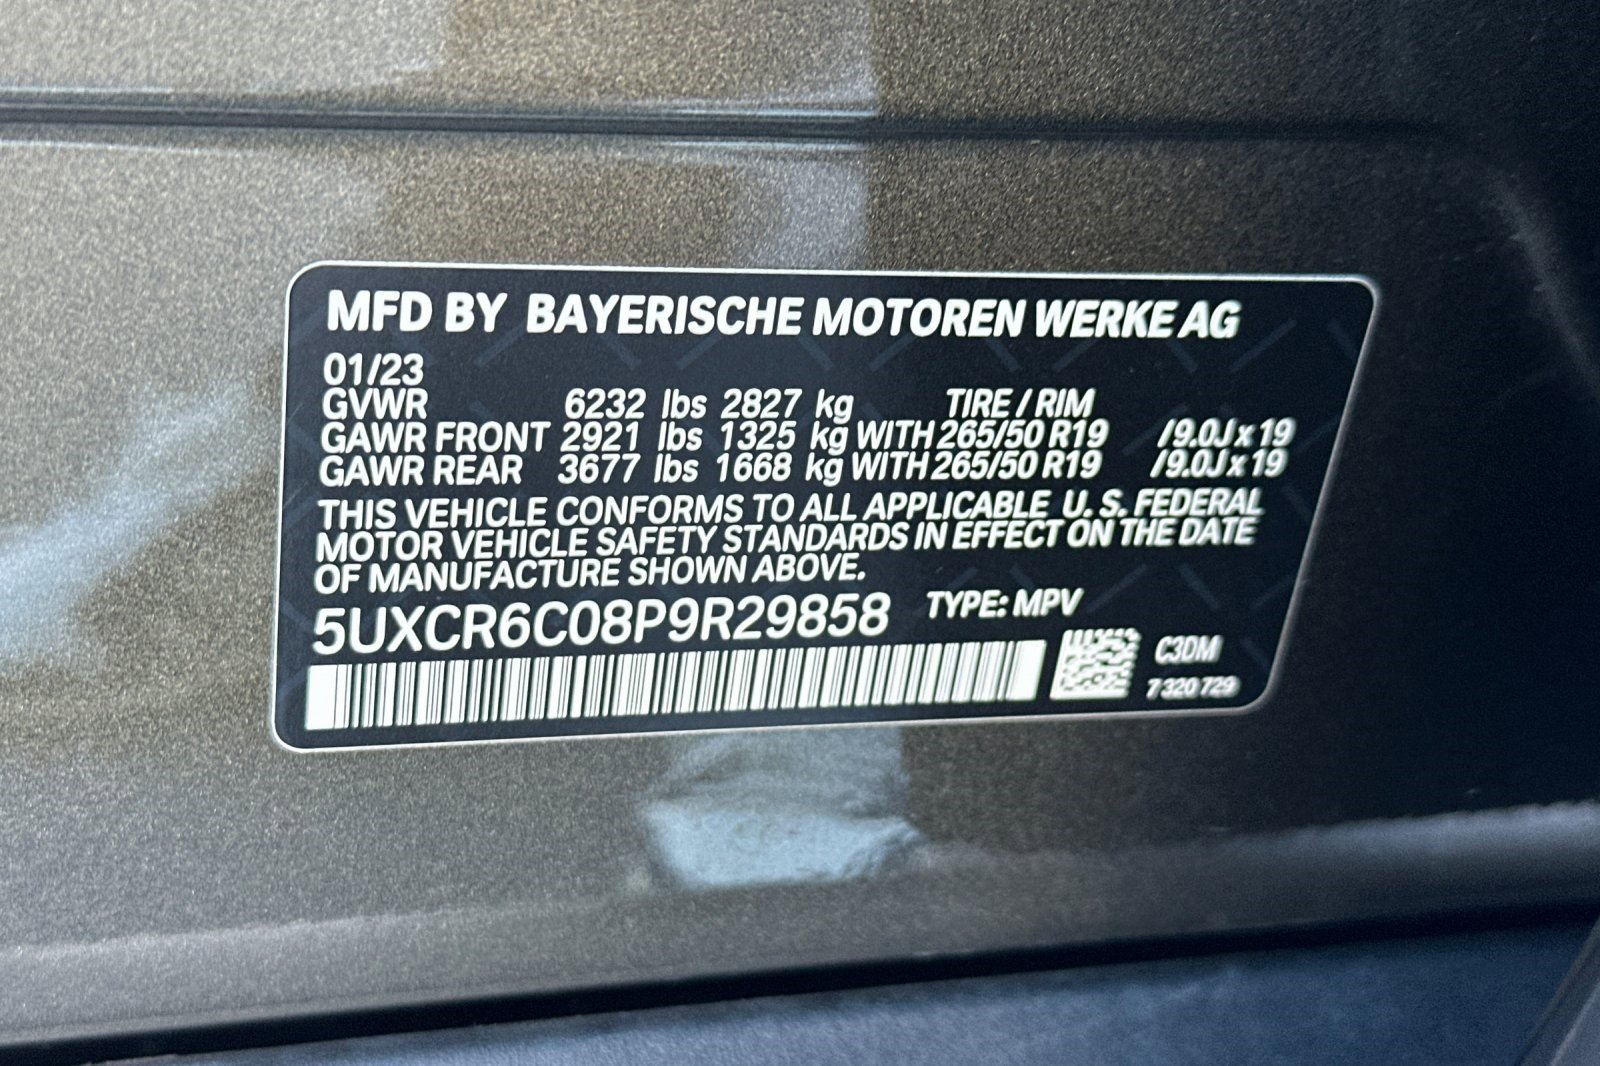 MFD BY BAYERISCHE MOTOREN WERKE AG
01/23
GVWR 6232 lbs 2827 kg TIRE / RIM
GAWR FRONT 2921 lbs 1325 kg WITH 265/50 R19 /9.0J x 19
GAWR REAR 3677 lbs 1668 kg WITH 265/50 R19 /9.0J x 19
THIS VEHICLE CONFORMS TO ALL APPLICABLE U. S. FEDERAL
MOTOR VEHICLE SAFETY STANDARDS IN EFFECT ON THE DATE
OF MANUFACTURE SHOWN ABOVE.
5UXCR6C08P9R29858 TYPE: MPV
C3DM
7 320 729